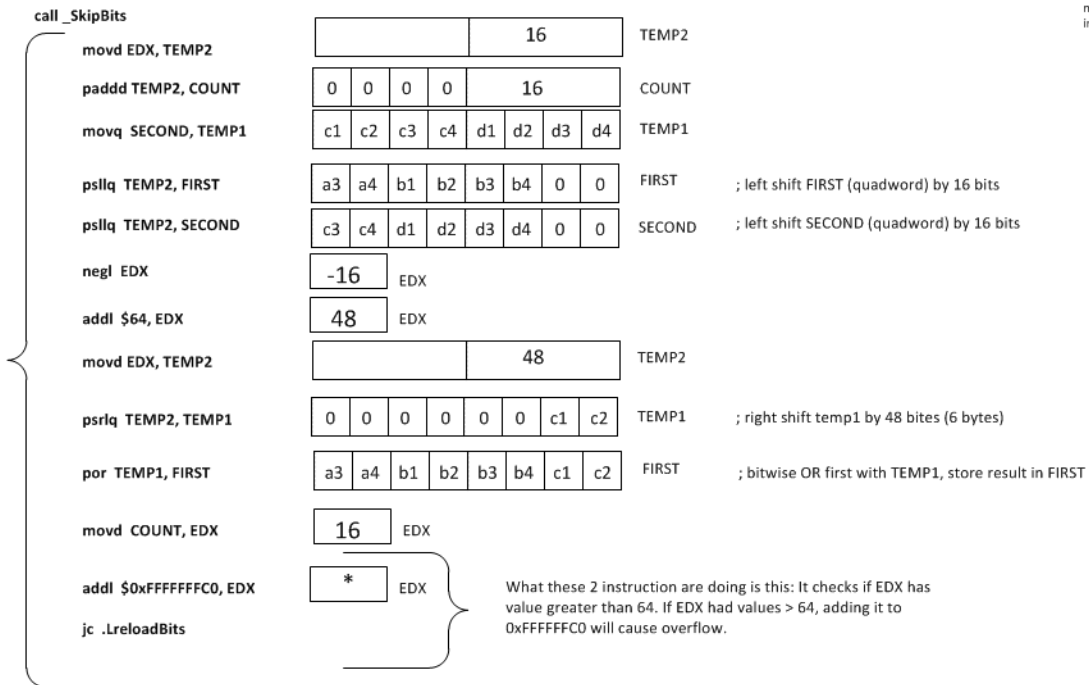 call _SkipBits
movd EDX, TEMP2 16 TEMP2
paddd TEMP2, COUNT 0 0 0 0 16 COUNT
movq SECOND, TEMP1 c1 c2 c3 c4 d1 d2 d3 d4 TEMP1
psllq TEMP2, FIRST a3 a4 b1 b2 b3 b4 0 0 FIRST ; left shift FIRST (quadword) by 16 bits
psllq TEMP2, SECOND c3 c4 d1 d2 d3 d4 0 0 SECOND ; left shift SECOND (quadword) by 16 bits
negl EDX -16 EDX
addl $64, EDX 48 EDX
movd EDX, TEMP2 48 TEMP2
psrlq TEMP2, TEMP1 0 0 0 0 0 0 c1 c2 TEMP1 ; right shift temp1 by 48 bites (6 bytes)
por TEMP1, FIRST a3 a4 b1 b2 b3 b4 c1 c2 FIRST ; bitwise OR first with TEMP1, store result in FIRST
movd COUNT, EDX 16 EDX
addl $0xFFFFFFFC0, EDX * EDX
jc .LreloadBits
What these 2 instruction are doing is this: It checks if EDX has
value greater than 64. If EDX had values > 64, adding it to
0xFFFFFFC0 will cause overflow.